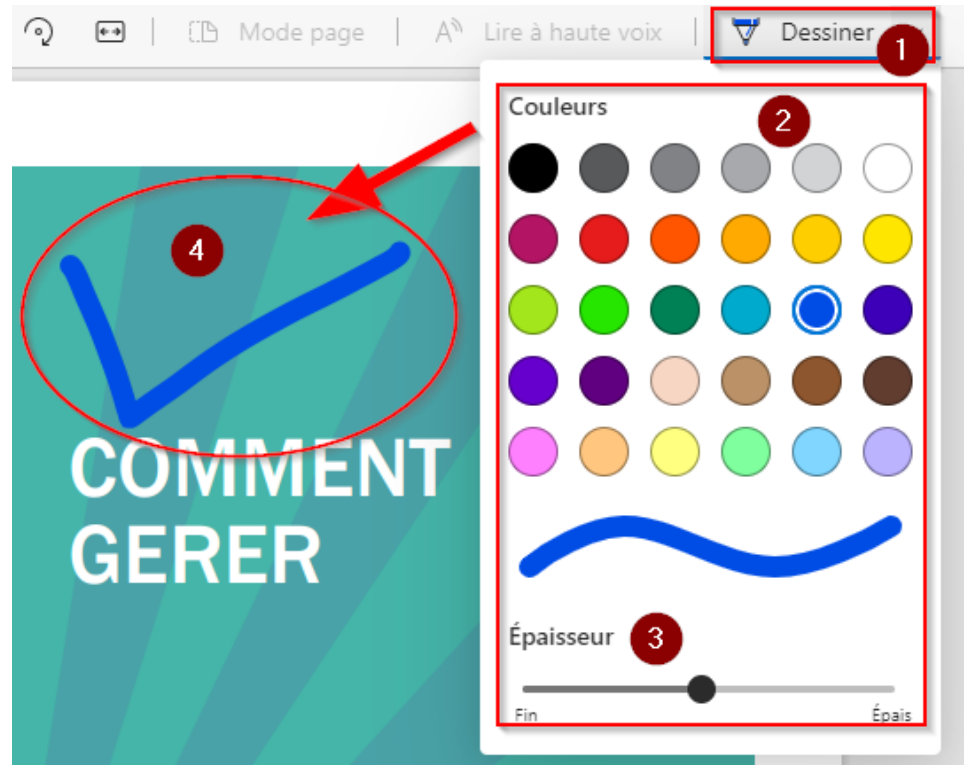 Mode page
Lire à haute voix
Dessiner
1
Couleurs
2
4
COMMENT
GERER
Épaisseur
3
Fin
Épais